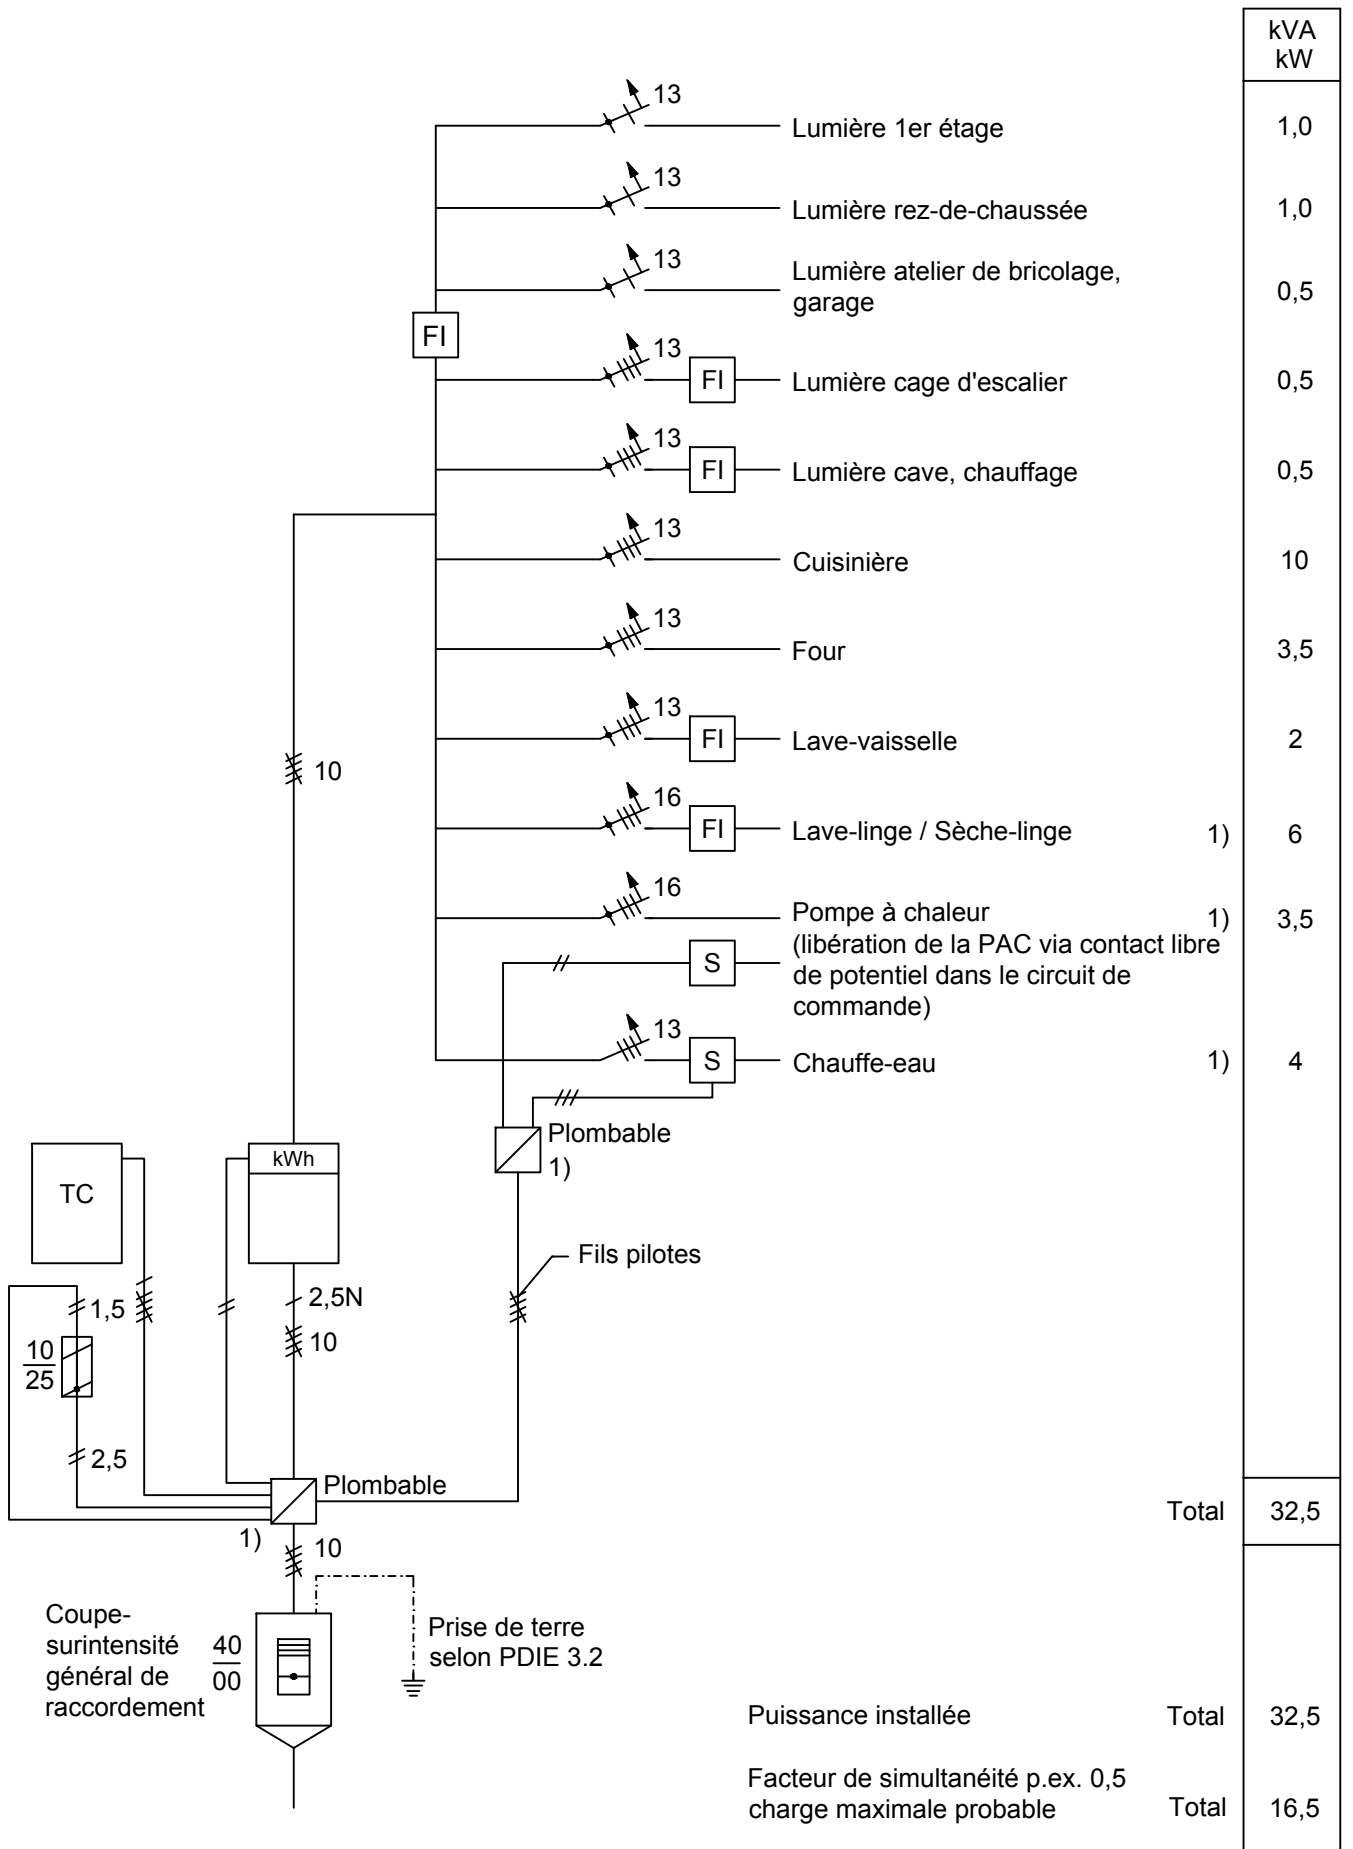 kVA
kW
13
Lumière 1er étage
1,0
13
Lumière rez-de-chaussée
1,0
13
Lumière atelier de bricolage,
garage
0,5
FI
13
FI
Lumière cage d'escalier
0,5
13
FI
Lumière cave, chauffage
0,5
13
Cuisinière
10
13
Four
3,5
13
FI
Lave-vaisselle
2
10
16
FI
Lave-linge / Sèche-linge
1)
6
16
Pompe à chaleur
1)
3,5
(libération de la PAC via contact libre
de potentiel dans le circuit de
commande)
S
13
S
Chauffe-eau
1)
4
Plombable
1)
TC
kWh
Fils pilotes
1,5
2,5N
10
10
25
2,5
Plombable
1)
10
Total
32,5
Coupe-
surintensité
général de
raccordement
40
00
Prise de terre
selon PDIE 3.2
Puissance installée
Total
32,5
Facteur de simultanéité p.ex. 0,5
charge maximale probable
Total
16,5